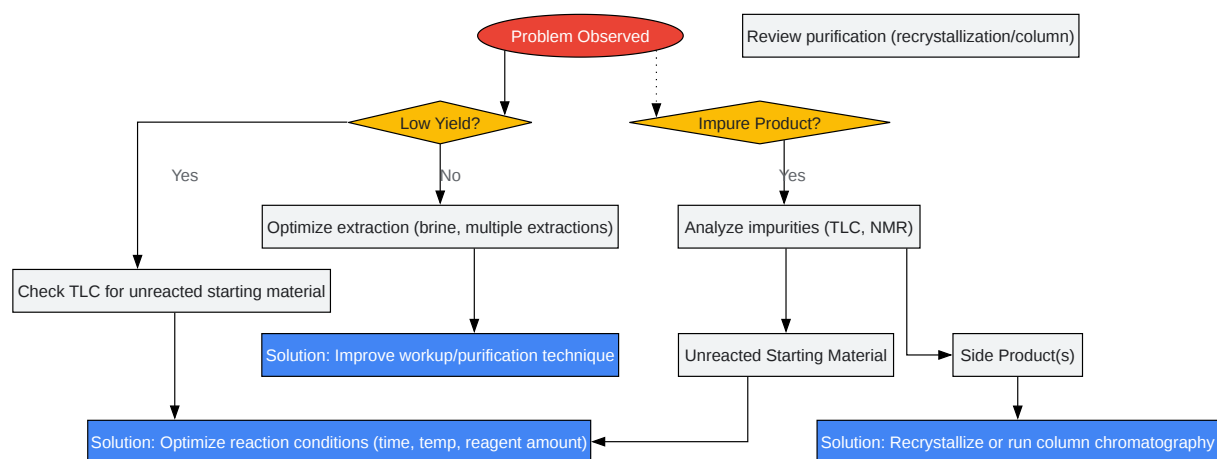 Problem Observed
Review purification (recrystallization/column)
Low Yield?
Impure Product?
Yes
No
Yes
Optimize extraction (brine, multiple extractions)
Analyze impurities (TLC, NMR)
Check TLC for unreacted starting material
Solution: Improve workup/purification technique
Unreacted Starting Material
Side Product(s)
Solution: Optimize reaction conditions (time, temp, reagent amount)
Solution: Recrystallize or run column chromatography